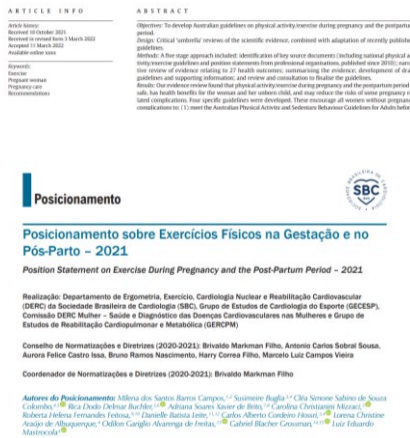 ARTICLE INFO
ABSTRACT
Article history:
Received 10 October 2021
Received in revised form 3 March 2022
Accepted 11 March 2022
Available online xxxx
Keywords:
Exercise
Pregnant woman
Pregnancy care
Recommendations
Objective: To develop Australian guidelines on physical activity/exercise during pregnancy and the postpartum
period.
Design: Critical 'umbrella' reviews of the scientific evidence, combined with adaptation of recently published
guidelines.
Methods: A five stage approach included: identification of key source documents (including national physical ac
tivity/exercise guidelines and position statements from professional organisations, published since 2010); narra
tive review of evidence relating to 27 health outcomes; summarising the evidence; development of draft
guidelines and supporting information; and review and consultation to finalise the guidelines.
Results: Our evidence review found that physical activity/exercise during pregnancy and the postpartum period is
safe, has health benefits for the woman and her unborn child, and may reduce the risks of some pregnancy re
lated complications. Four specific guidelines were developed. These encourage all women without pregnancy
complications to: (1) meet the Australian Physical Activity and Sedentary Behaviour Guidelines for Adults before,
Posicionamento
SBC
Posicionamento sobre Exercícios Físicos na Gestação e no
Pós-Parto – 2021
Position Statement on Exercise During Pregnancy and the Post-Partum Period – 2021
Realização: Departamento de Ergometria, Exercício, Cardiologia Nuclear e Reabilitação Cardiovascular
(DERC) da Sociedade Brasileira de Cardiologia (SBC), Grupo de Estudos de Cardiologia do Esporte (GECESP),
Comissão DERC Mulher – Saúde e Diagnóstico das Doenças Cardiovasculares nas Mulheres e Grupo de
Estudos de Reabilitação Cardiopulmonar e Metabólica (GERCPM)
Conselho de Normatizações e Diretrizes (2020-2021): Brivaldo Markman Filho, Antonio Carlos Sobral Sousa,
Aurora Felice Castro Issa, Bruno Ramos Nascimento, Harry Correa Filho, Marcelo Luiz Campos Vieira
Coordenador de Normatizações e Diretrizes (2020-2021): Brivaldo Markman Filho
Autores do Posicionamento: Milena dos Santos Barros Campos, Susimeire Buglia, Cléa Simone Sabino de Souza
Colombo, Rica Dodo Delmar Buchler, Adriana Soares Xavier de Brito, Carolina Christianini Mizzaci,
Roberta Helena Fernandes Feitosa, Danielle Batista Leite, Carlos Alberto Cordeiro Hossri, Lorena Christine
Araújo de Albuquerque, Odilon Gariglio Alvarenga de Freitas, Gabriel Blacher Grossman, Luiz Eduardo
Mastrocola